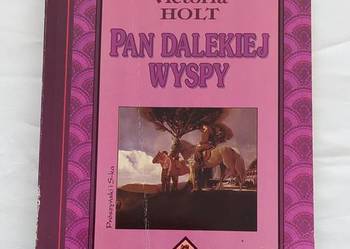 Victoria
HOLT
PAN DALEKIEJ
WYSPY
Prószyński i S-ka